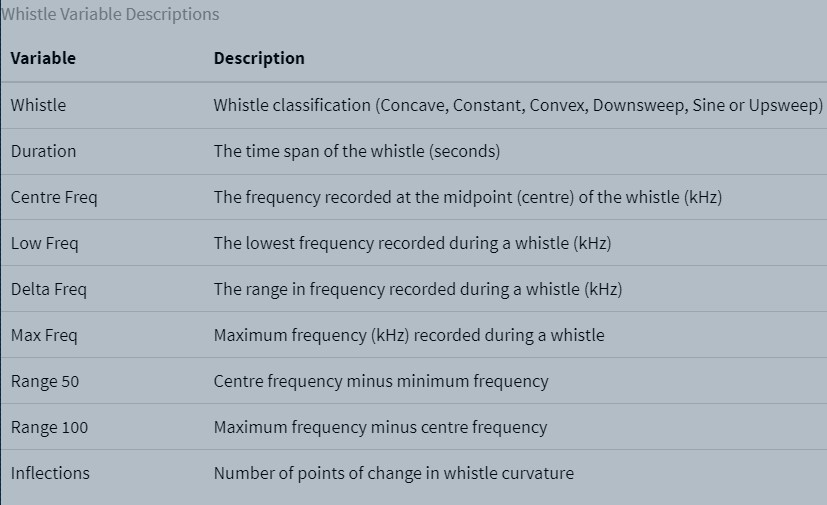 Whistle Variable Descriptions
Variable Description
Whistle Whistle classification (Concave, Constant, Convex, Downsweep, Sine or Upsweep)
Duration The time span of the whistle (seconds)
Centre Freq The frequency recorded at the midpoint (centre) of the whistle (kHz)
Low Freq The lowest frequency recorded during a whistle (kHz)
Delta Freq The range in frequency recorded during a whistle (kHz)
Max Freq Maximum frequency (kHz) recorded during a whistle
Range 50 Centre frequency minus minimum frequency
Range 100 Maximum frequency minus centre frequency
Inflections Number of points of change in whistle curvature